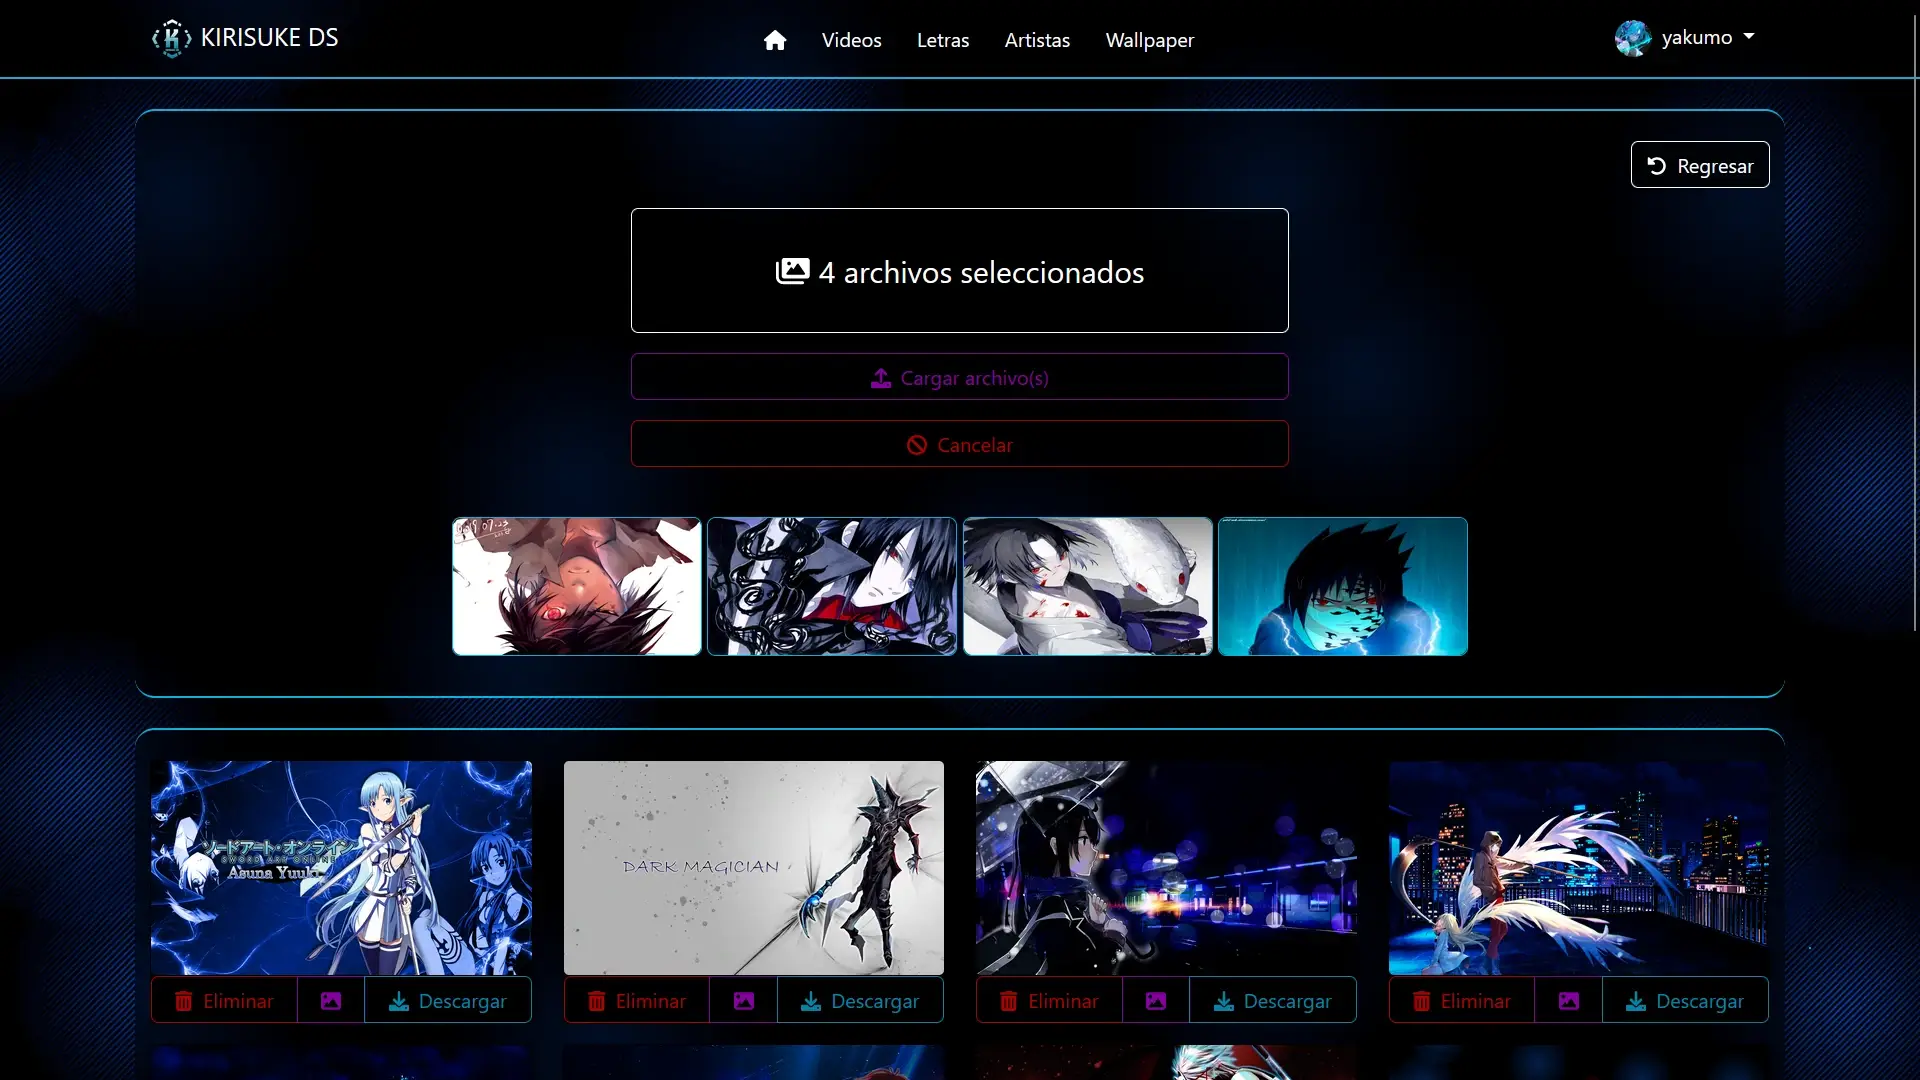 KIRISUKE DS
Videos
Letras
Artistas
Wallpaper
yakumo
Regresar
4 archivos seleccionados
Cargar archivo(s)
Cancelar
ソードアート・オンライン
SWORD ART ONLINE
Asuna Yuuki
DARK MAGICIAN
Eliminar
Descargar
Eliminar
Descargar
Eliminar
Descargar
Eliminar
Descargar